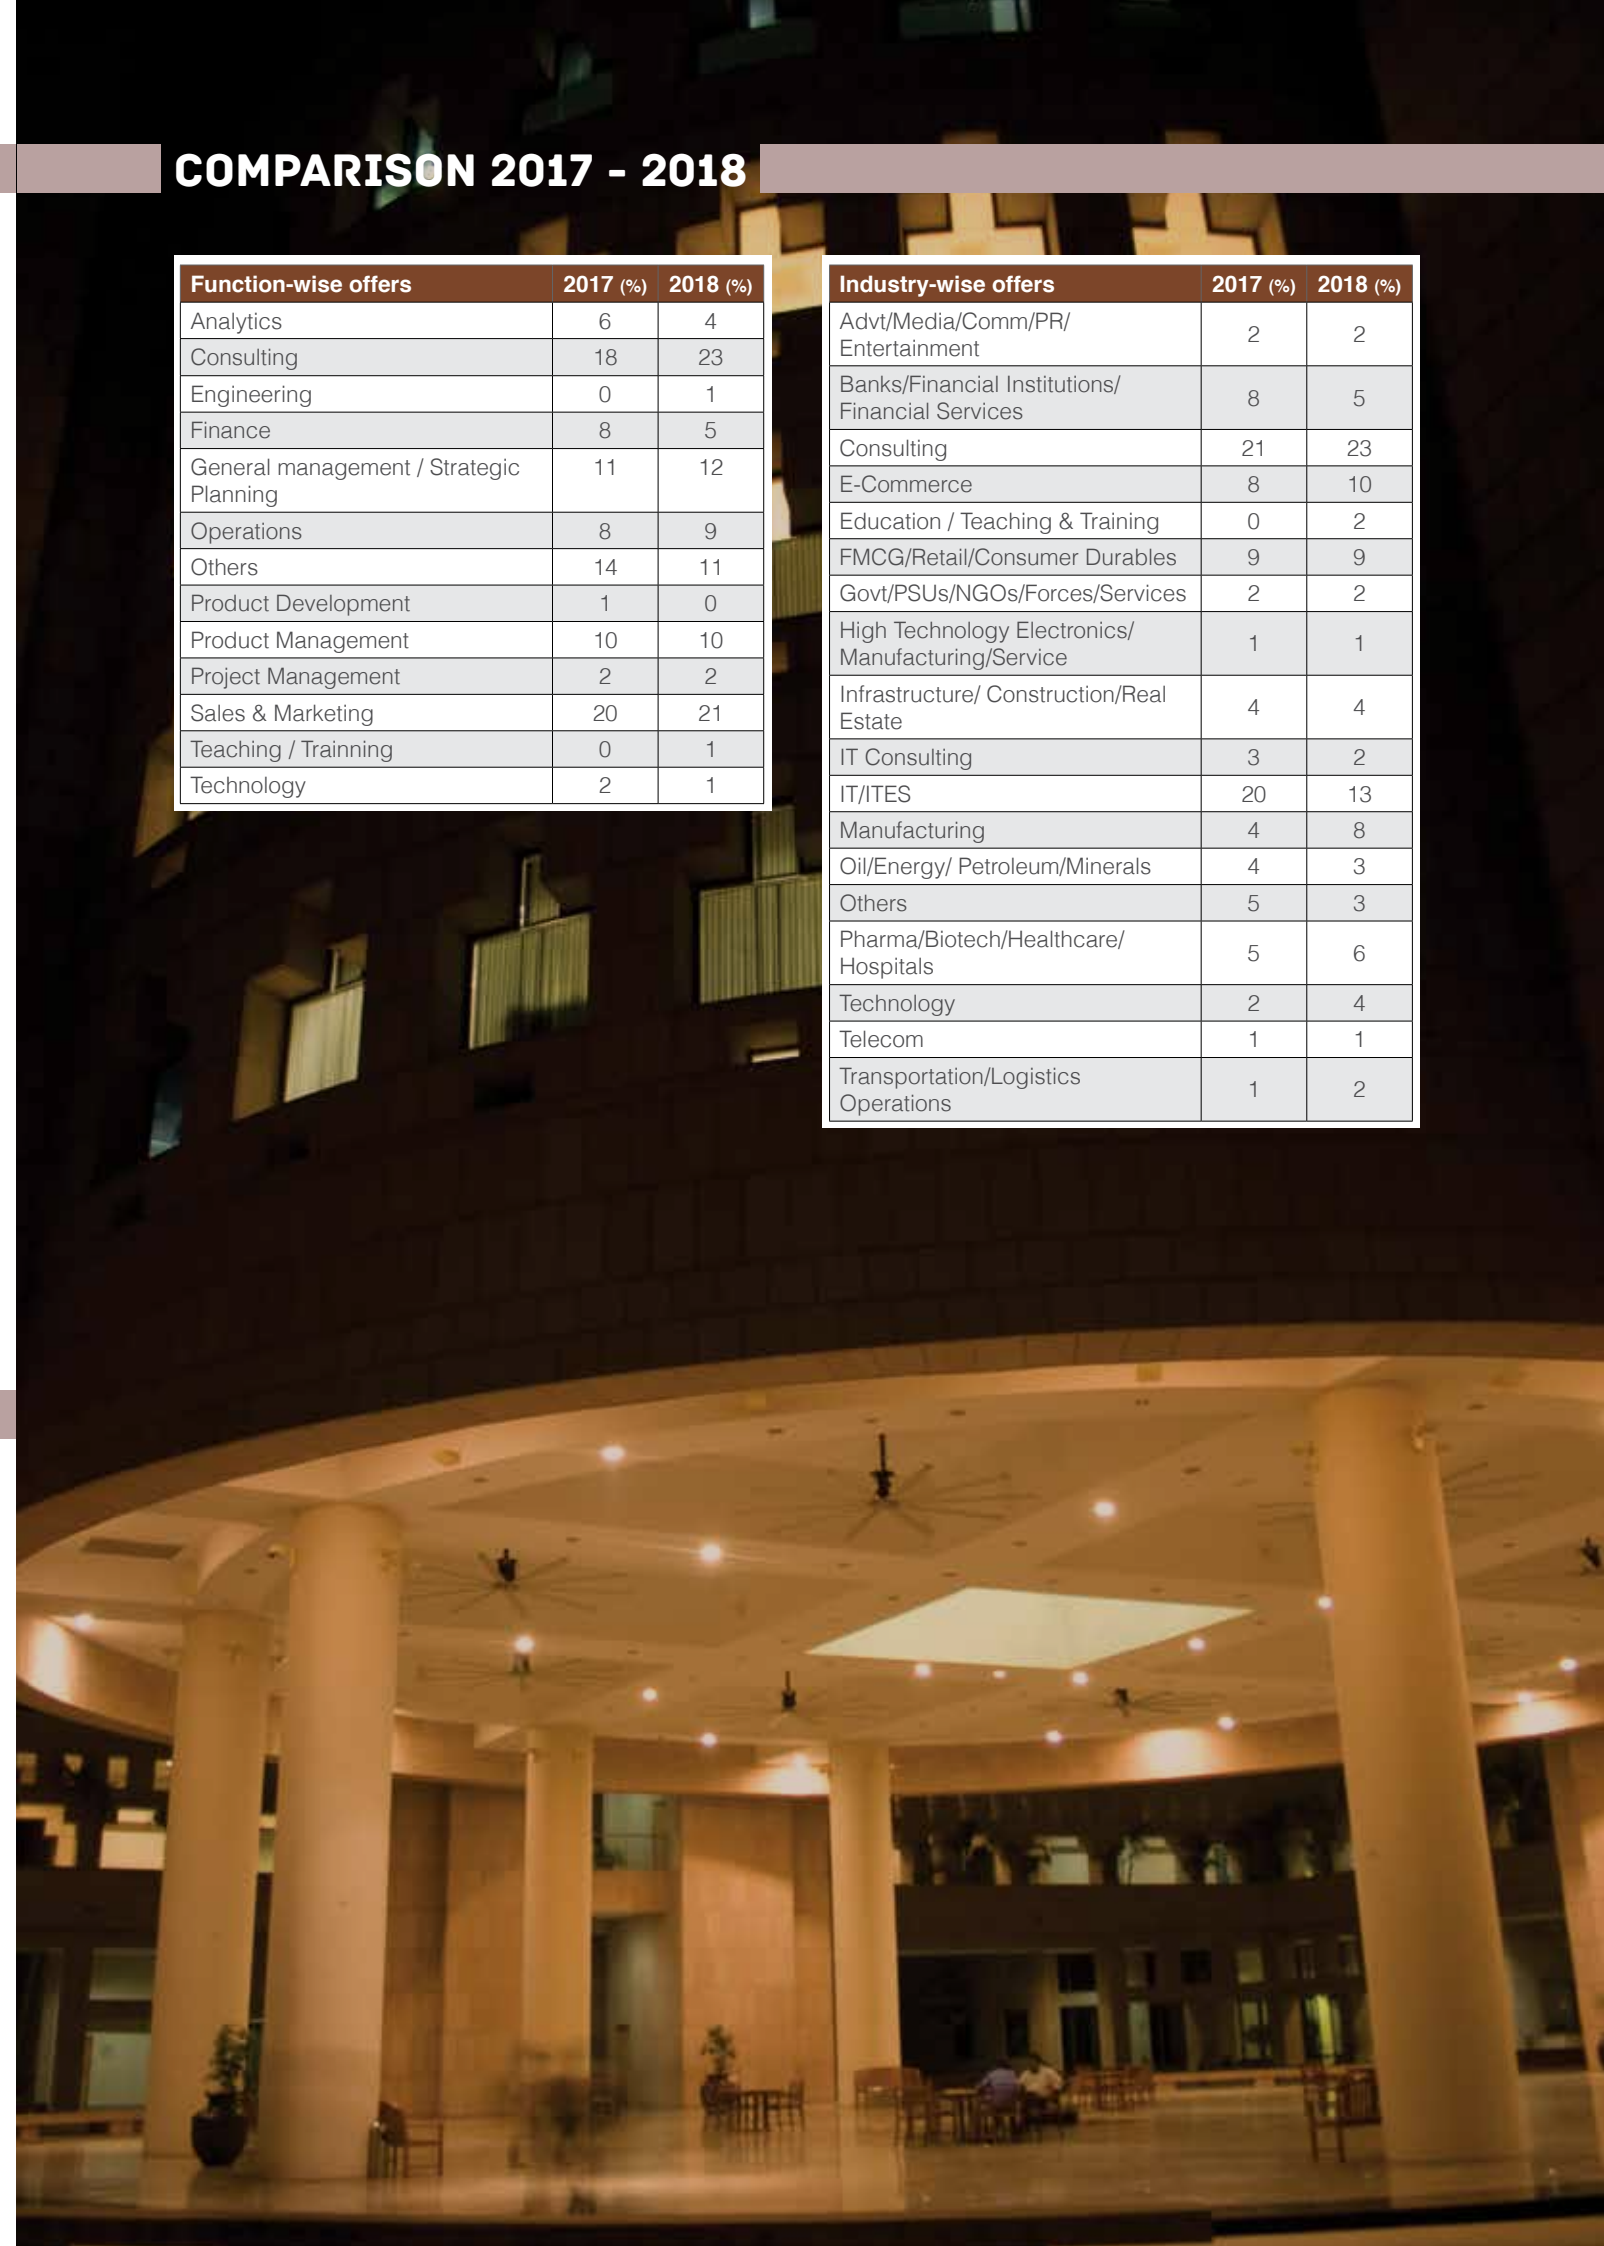 COMPARISON 2017 - 2018
Function-wise offers 2017 (%) 2018 (%)
Analytics 6 4
Consulting 18 23
Engineering 0 1
Finance 8 5
General management / Strategic 11 12
Planning
Operations 8 9
Others 14 11
Product Development 1 0
Product Management 10 10
Project Management 2 2
Sales & Marketing 20 21
Teaching / Trainning 0 1
Technology 2 1
Industry-wise offers 2017 (%) 2018 (%)
Advt/Media/Comm/PR/
Entertainment 2 2
Banks/Financial Institutions/
Financial Services 8 5
Consulting 21 23
E-Commerce 8 10
Education / Teaching & Training 0 2
FMCG/Retail/Consumer Durables 9 9
Govt/PSUs/NGOs/Forces/Services 2 2
High Technology Electronics/
Manufacturing/Service 1 1
Infrastructure/ Construction/Real
Estate 4 4
IT Consulting 3 2
IT/ITES 20 13
Manufacturing 4 8
Oil/Energy/ Petroleum/Minerals 4 3
Others 5 3
Pharma/Biotech/Healthcare/
Hospitals 5 6
Technology 2 4
Telecom 1 1
Transportation/Logistics
Operations 1 2